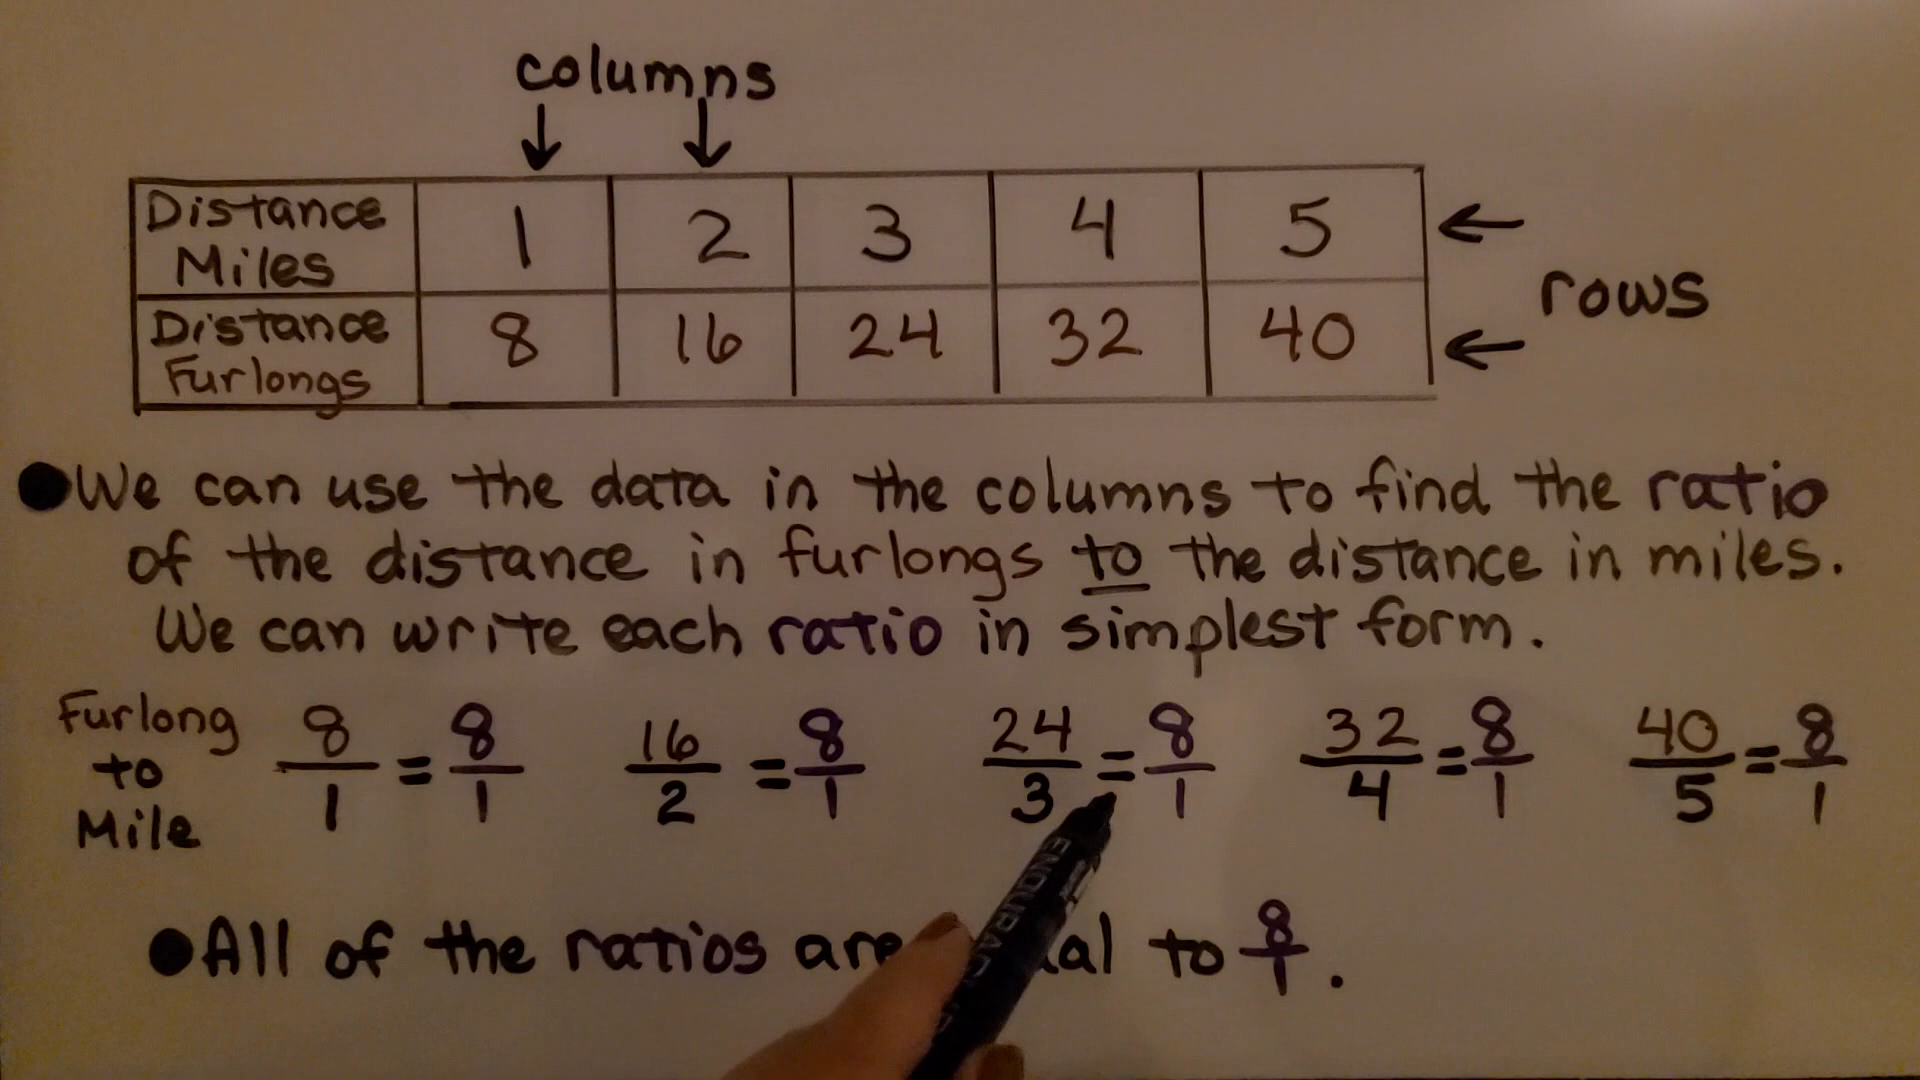 columns
↓ ↓
Distance Miles 1 2 3 4 5 ←
rows
Distance Furlongs 8 16 24 32 40 ←
●We can use the data in the columns to find the ratio
of the distance in furlongs to the distance in miles.
We can write each ratio in simplest form.
Furlong to Mile 8/1 = 8/1 16/2 = 8/1 24/3 = 8/1 32/4 = 8/1 40/5 = 8/1
●All of the ratios are to 8/1.